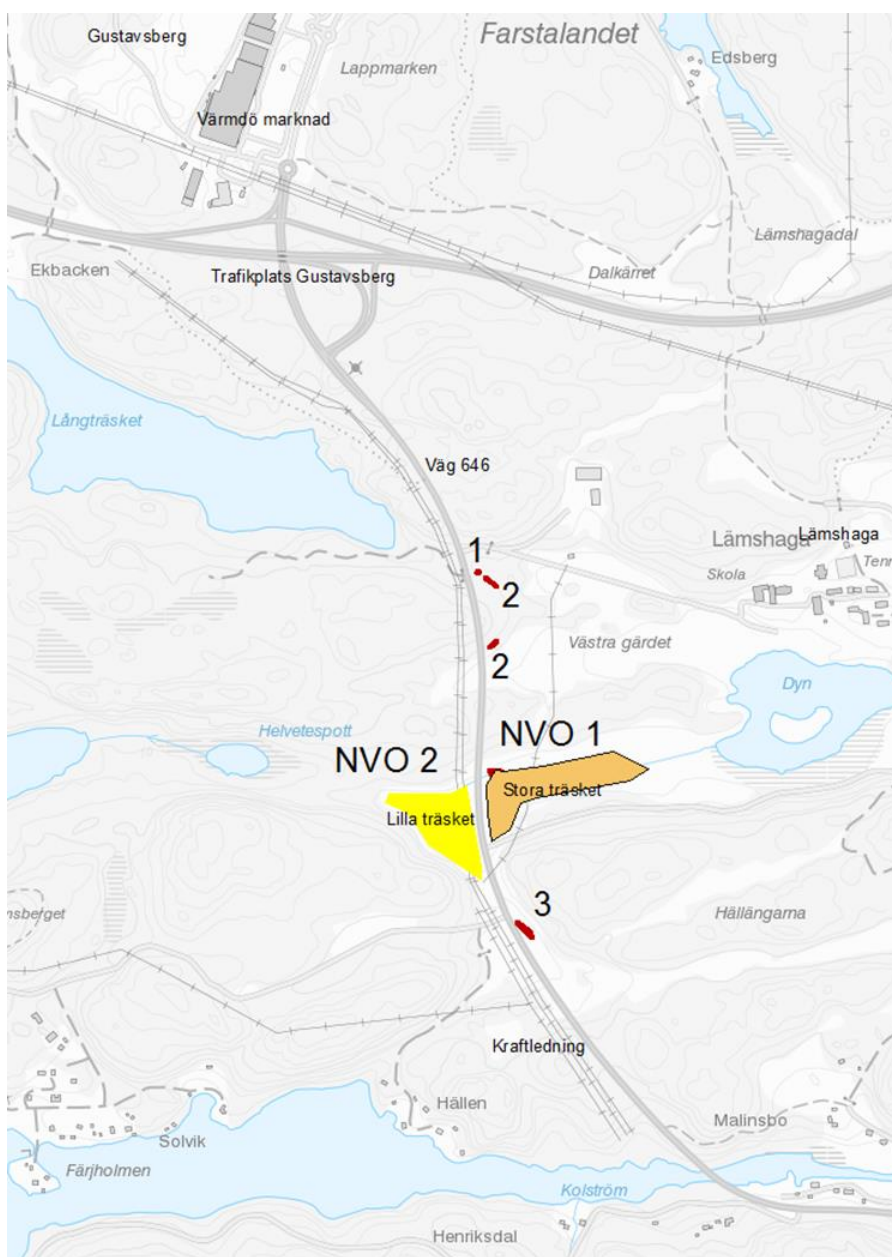 Farstalandet
Gustavsberg
Edsberg
Lappmarken
Värmdö marknad
Lämshagadal
Ekbacken
Trafikplats Gustavsberg
Dalkärret
Långträsket
Väg 646
Lämshaga
Lämshaga
1
2
Skola
Västra gärdet
2
Dyn
Helvetespott
NVO 1
NVO 2
Stora träsket
Lilla träsket
3
Hällängarna
nsberget
Kraftledning
Hällen
Malinsbo
Solvik
Färjholmen
Kolström
Henriksdal